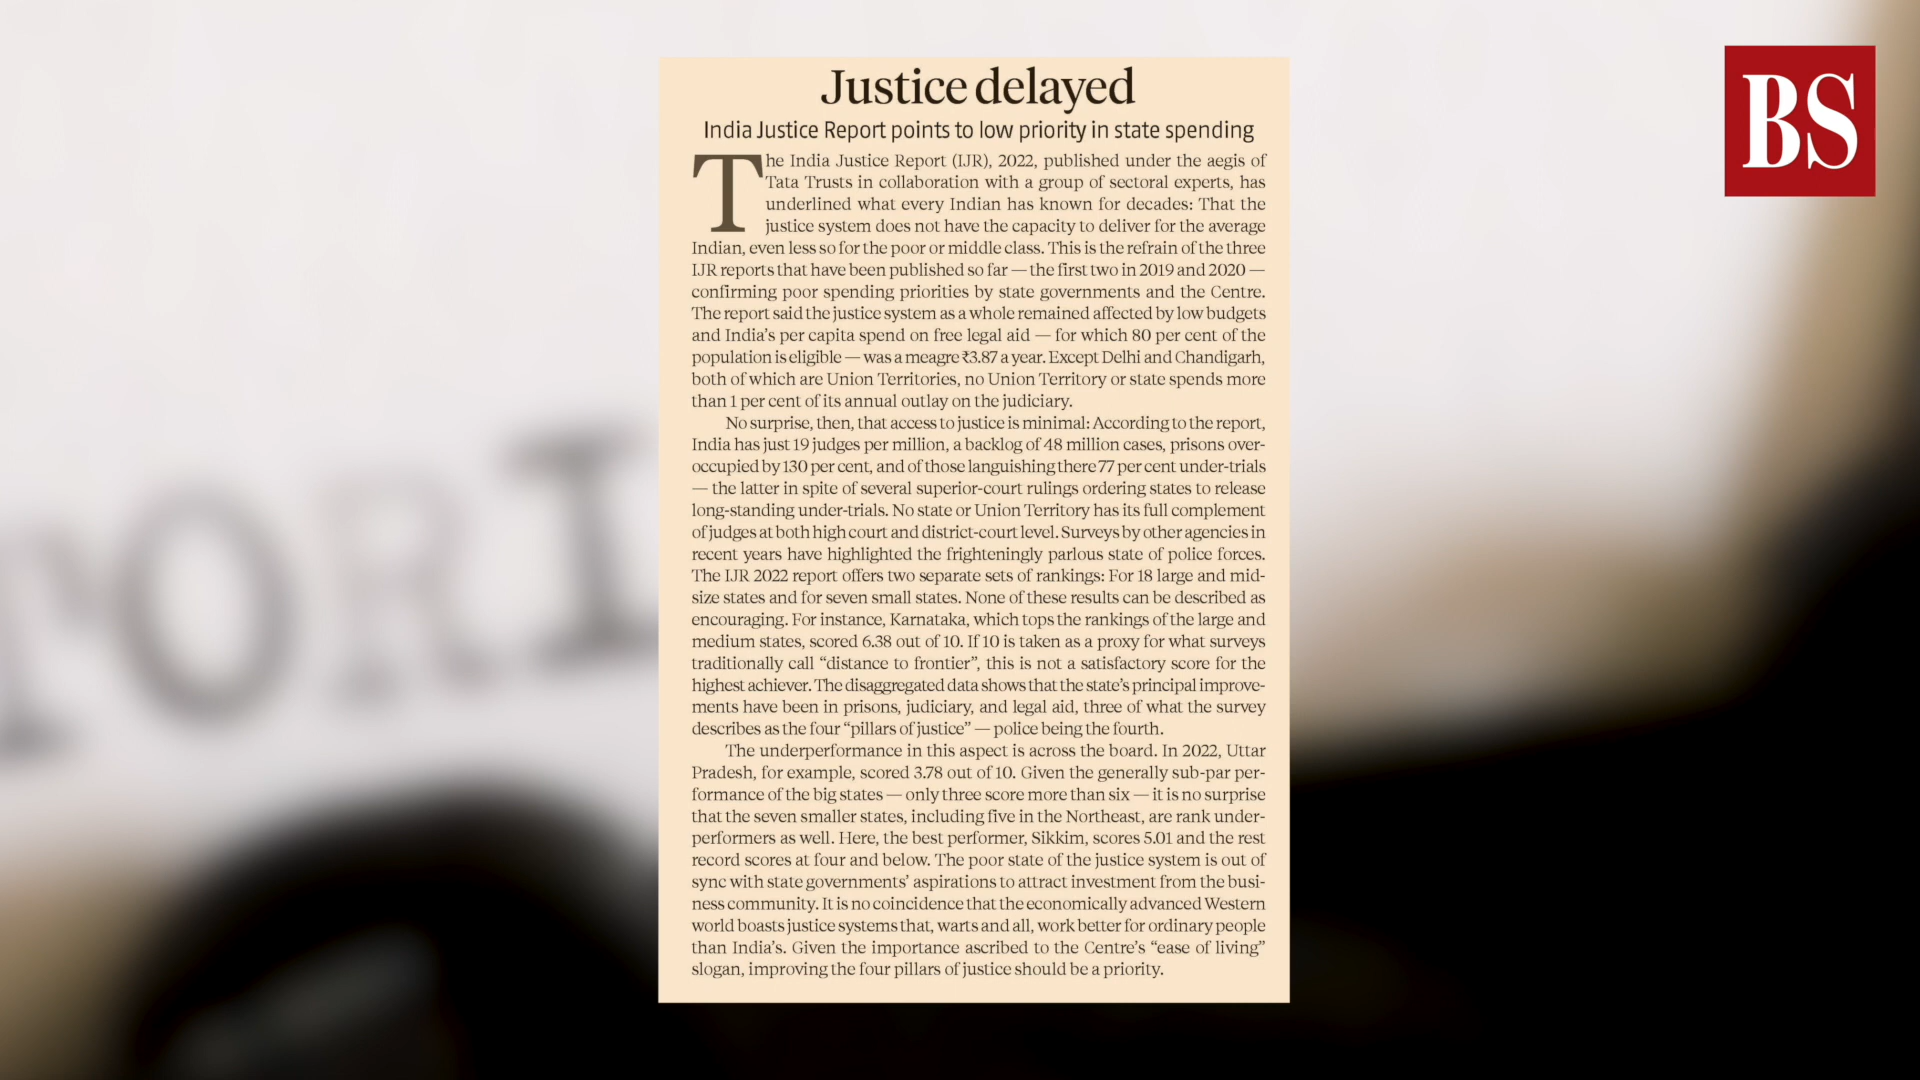 Justice delayed
India Justice Report points to low priority in state spending
The India Justice Report (IJR), 2022, published under the aegis of
Tata Trusts in collaboration with a group of sectoral experts, has
underlined what every Indian has known for decades: That the
justice system does not have the capacity to deliver for the average
Indian, even less so for the poor or middle class. This is the refrain of the three
IJR reports that have been published so far — the first two in 2019 and 2020 —
confirming poor spending priorities by state governments and the Centre.
The report said the justice system as a whole remained affected by low budgets
and India's per capita spend on free legal aid — for which 80 per cent of the
population is eligible — was a meagre ₹3.87 a year. Except Delhi and Chandigarh,
both of which are Union Territories, no Union Territory or state spends more
than 1 per cent of its annual outlay on the judiciary.
No surprise, then, that access to justice is minimal: According to the report,
India has just 19 judges per million, a backlog of 48 million cases, prisons over-
occupied by 130 per cent, and of those languishing there 77 per cent under-trials
— the latter in spite of several superior-court rulings ordering states to release
long-standing under-trials. No state or Union Territory has its full complement
of judges at both high court and district-court level. Surveys by other agencies in
recent years have highlighted the frighteningly parlous state of police forces.
The IJR 2022 report offers two separate sets of rankings: For 18 large and mid-
size states and for seven small states. None of these results can be described as
encouraging. For instance, Karnataka, which tops the rankings of the large and
medium states, scored 6.38 out of 10. If 10 is taken as a proxy for what surveys
traditionally call “distance to frontier”, this is not a satisfactory score for the
highest achiever. The disaggregated data shows that the state's principal improve-
ments have been in prisons, judiciary, and legal aid, three of what the survey
describes as the four “pillars of justice” — police being the fourth.
The underperformance in this aspect is across the board. In 2022, Uttar
Pradesh, for example, scored 3.78 out of 10. Given the generally sub-par per-
formance of the big states — only three score more than six — it is no surprise
that the seven smaller states, including five in the Northeast, are rank under-
performers as well. Here, the best performer, Sikkim, scores 5.01 and the rest
record scores at four and below. The poor state of the justice system is out of
sync with state governments' aspirations to attract investment from the busi-
ness community. It is no coincidence that the economically advanced Western
world boasts justice systems that, warts and all, work better for ordinary people
than India's. Given the importance ascribed to the Centre's “ease of living”
slogan, improving the four pillars of justice should be a priority.
BS